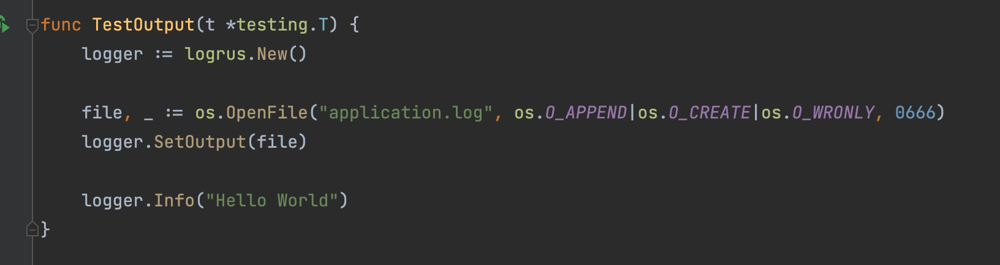 func TestOutput(t *testing.T) {
    logger := logrus.New()

    file, _ := os.OpenFile("application.log", os.O_APPEND|os.O_CREATE|os.O_WRONLY, 0666)
    logger.SetOutput(file)

    logger.Info("Hello World")
}